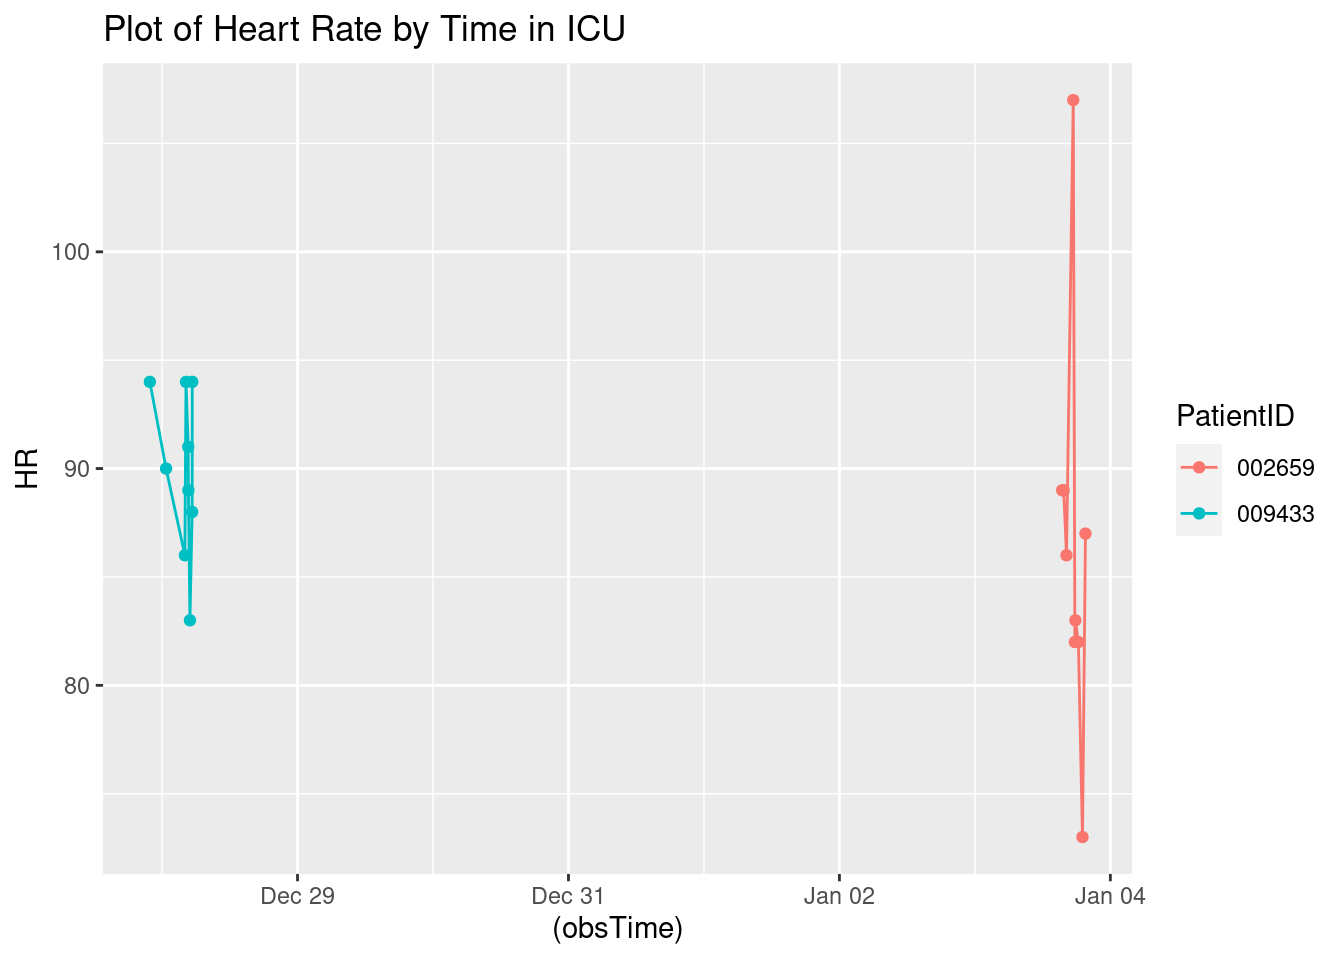 Plot of Heart Rate by Time in ICU
HR
100
90
80
Dec 29
Dec 31
Jan 02
Jan 04
(obsTime)
PatientID
002659
009433